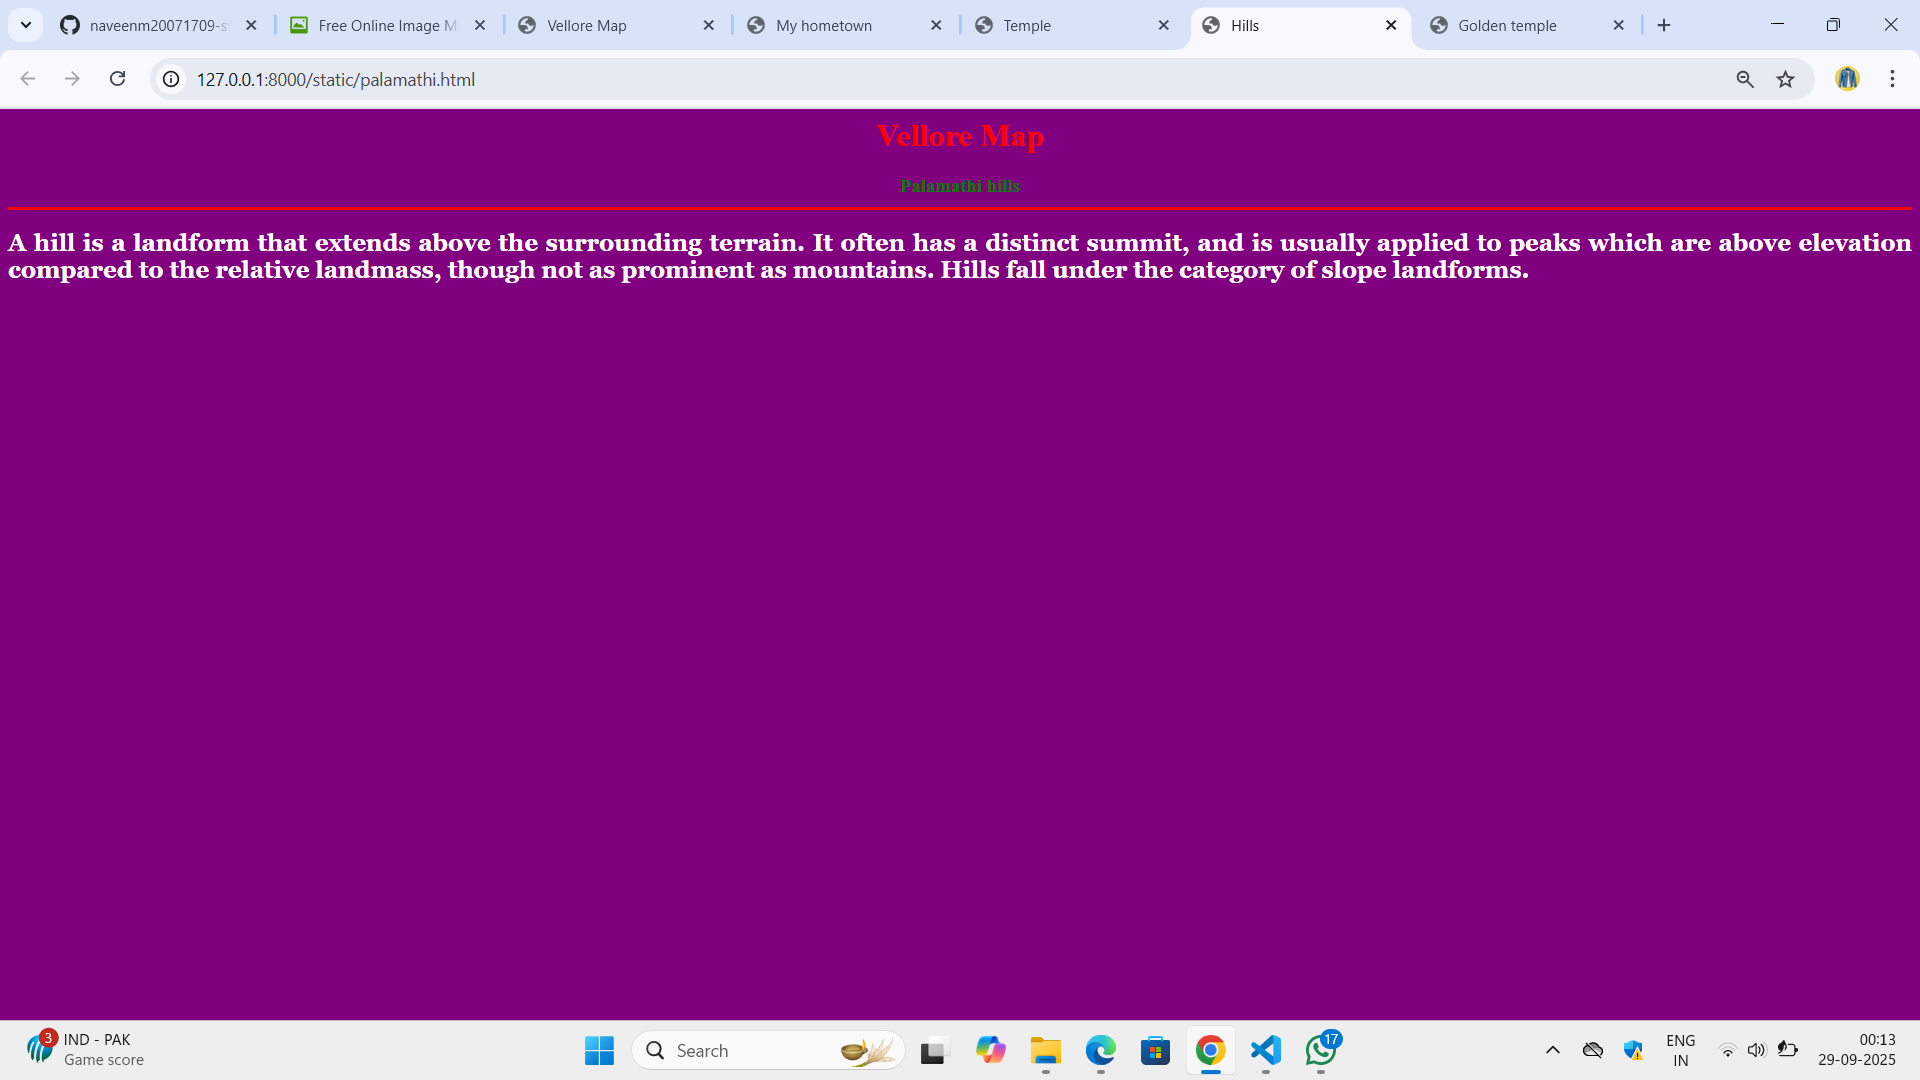 naveenm20071709-s
Free Online Image M
Vellore Map
My hometown
Temple
Hills
Golden temple
127.0.0.1:8000/static/palamathi.html
Vellore Map
Palamathi hills
A hill is a landform that extends above the surrounding terrain. It often has a distinct summit, and is usually applied to peaks which are above elevation
compared to the relative landmass, though not as prominent as mountains. Hills fall under the category of slope landforms.
3
IND - PAK
Game score
Search
17
ENG
IN
00:13
29-09-2025